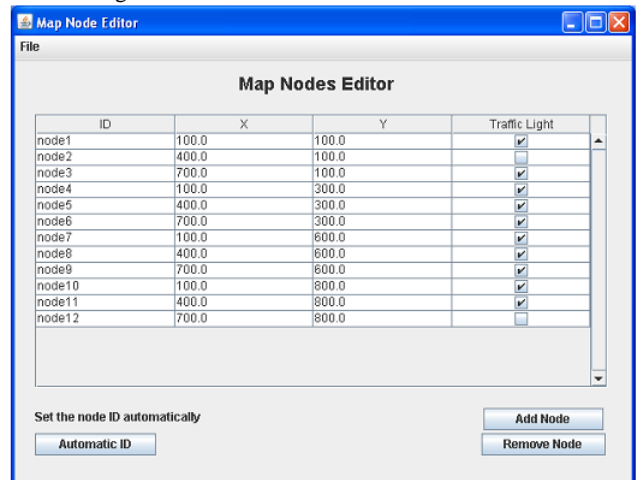 Map Node Editor
File
Map Nodes Editor
ID X Y Traffic Light
node1 100.0 100.0
node2 400.0 100.0
node3 700.0 100.0
node4 100.0 300.0
node5 400.0 300.0
node6 700.0 300.0
node7 100.0 600.0
node8 400.0 600.0
node9 700.0 600.0
node10 100.0 800.0
node11 400.0 800.0
node12 700.0 800.0
Set the node ID automatically
Add Node
Automatic ID Remove Node